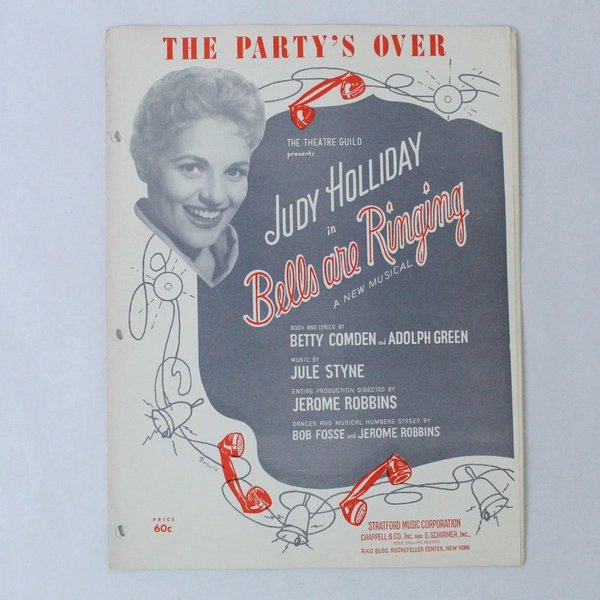 THE PARTY'S OVER
THE THEATRE GUILD
presents
JUDY HOLLIDAY
in
Bells are Ringing
A NEW MUSICAL
BOOK AND LYRICS BY
BETTY COMDEN and ADOLPH GREEN
MUSIC BY
JULE STYNE
ENTIRE PRODUCTION DIRECTED BY
JEROME ROBBINS
DANCES AND MUSICAL NUMBERS STAGED BY
BOB FOSSE and JEROME ROBBINS
PRICE
60c
STRATFORD MUSIC CORPORATION
CHAPPELL & CO., INC. AND G. SCHIRMER, INC.,
SOLE SELLING AGENTS
RKO BLDG. ROCKEFELLER CENTER, NEW YORK